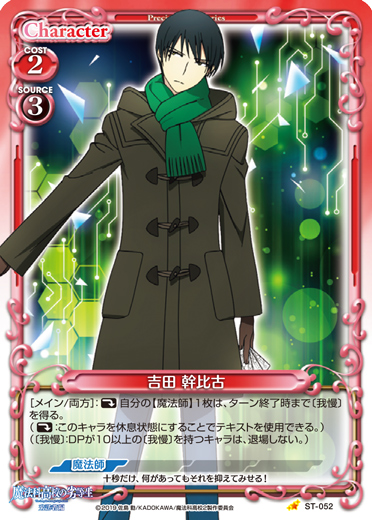 Character
COST
2
SOURCE
3
吉田 幹比古
[メイン/両方]：自分の【魔法師】1枚は、ターン終了時まで〔我慢〕
を得る。
（：このキャラを休息状態にすることでテキストを使用できる。）
（〔我慢〕：DPが10以上の〔我慢〕を持つキャラは、退場しない。）
【魔法師】
十秒だけ、何があってもそれを抑えてみせる！
魔法科高校の劣等生
©2019 佐島 勤/KADOKAWA/魔法科高校2製作委員会
ST-052